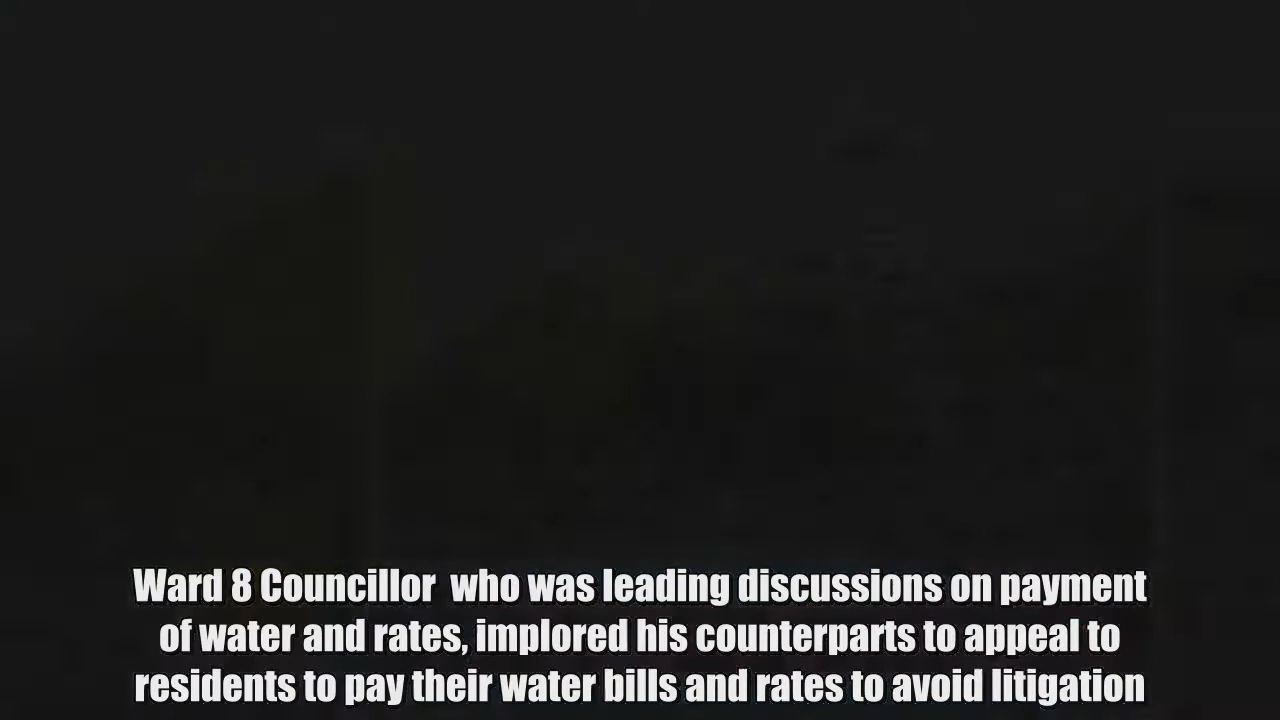 Ward 8 Councillor  who was leading discussions on payment
of water and rates, implored his counterparts to appeal to
residents to pay their water bills and rates to avoid litigation